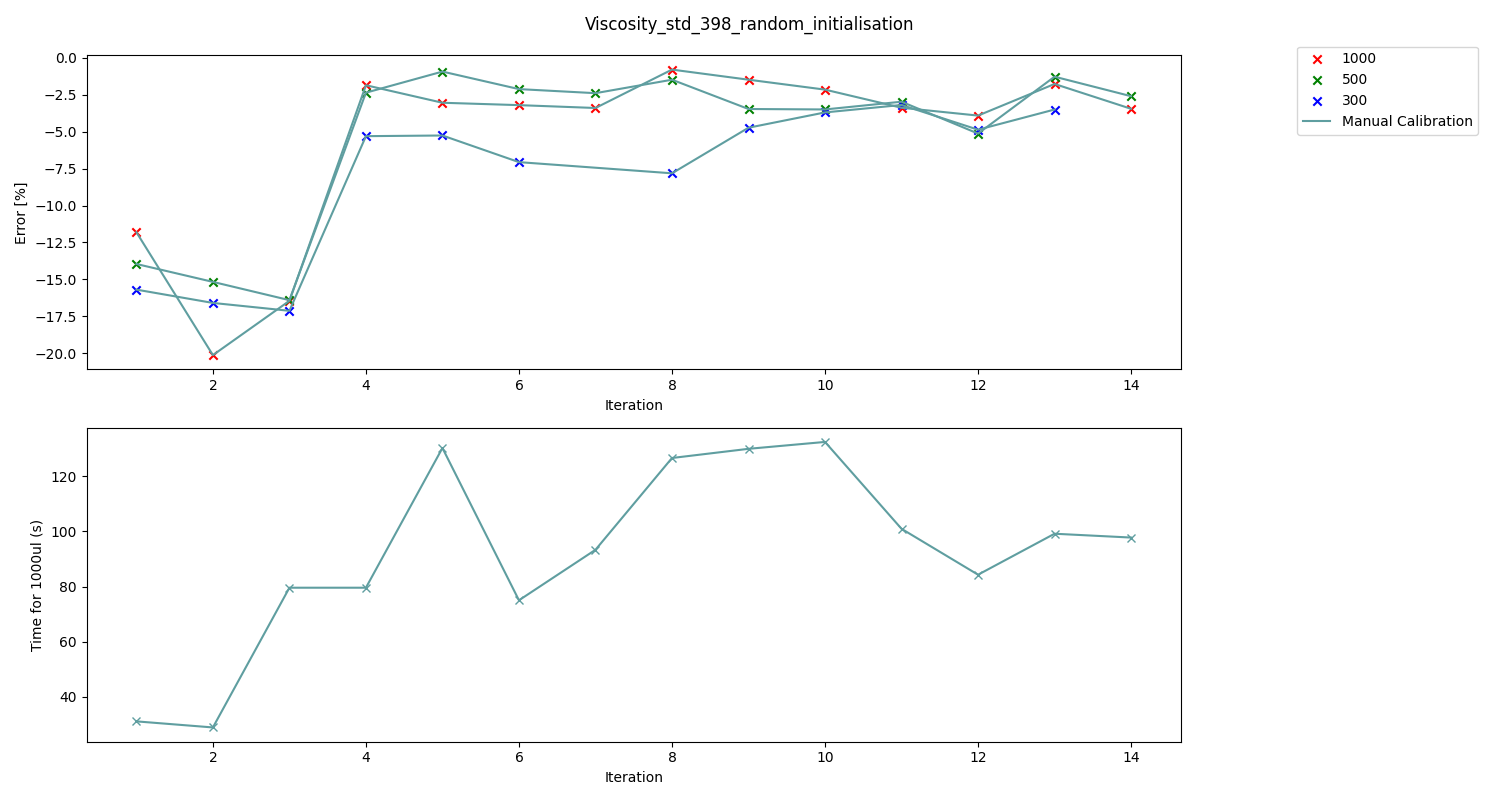 Viscosity_std_398_random_initialisation
0.0
−2.5
−5.0
−7.5
−10.0
−12.5
−15.0
−17.5
−20.0
Error [%]
2 4 6 8 10 12 14
Iteration
1000
500
300
Manual Calibration
120
100
80
60
40
Time for 1000ul (s)
2 4 6 8 10 12 14
Iteration